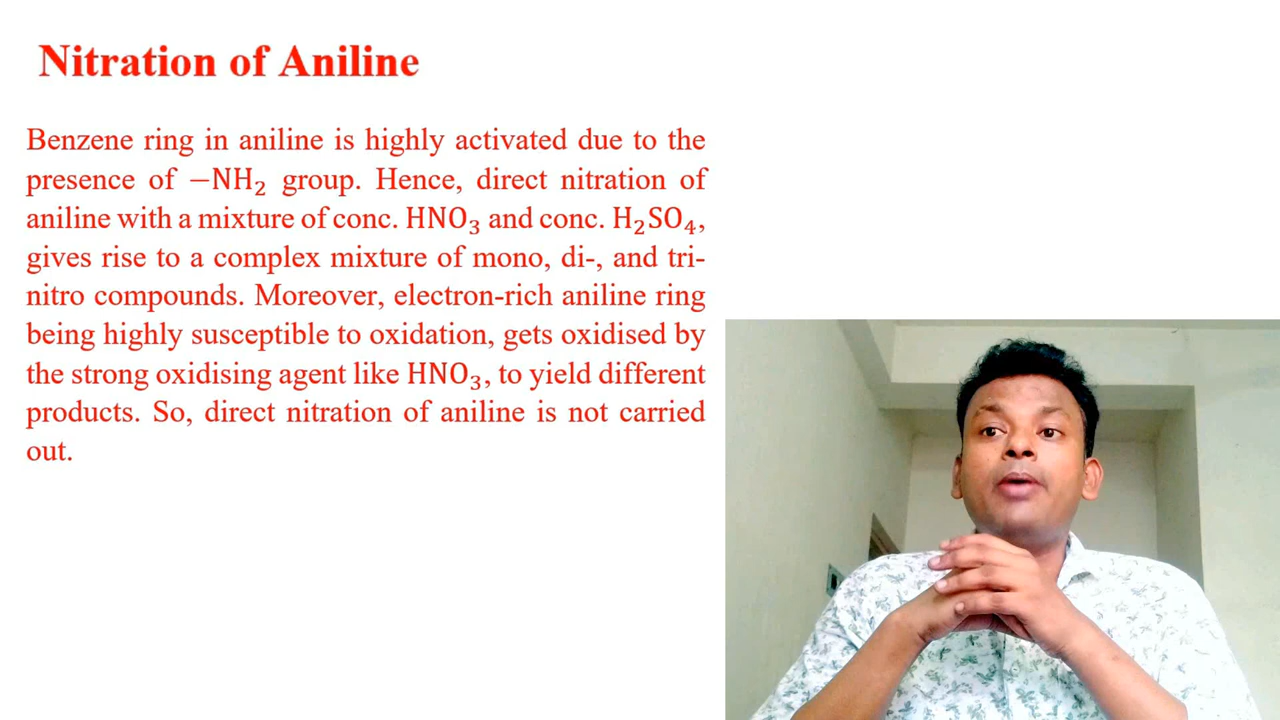 Nitration of Aniline
Benzene ring in aniline is highly activated due to the
presence of −NH₂ group. Hence, direct nitration of
aniline with a mixture of conc. HNO₃ and conc. H₂SO₄,
gives rise to a complex mixture of mono, di-, and tri-
nitro compounds. Moreover, electron-rich aniline ring
being highly susceptible to oxidation, gets oxidised by
the strong oxidising agent like HNO₃, to yield different
products. So, direct nitration of aniline is not carried
out.